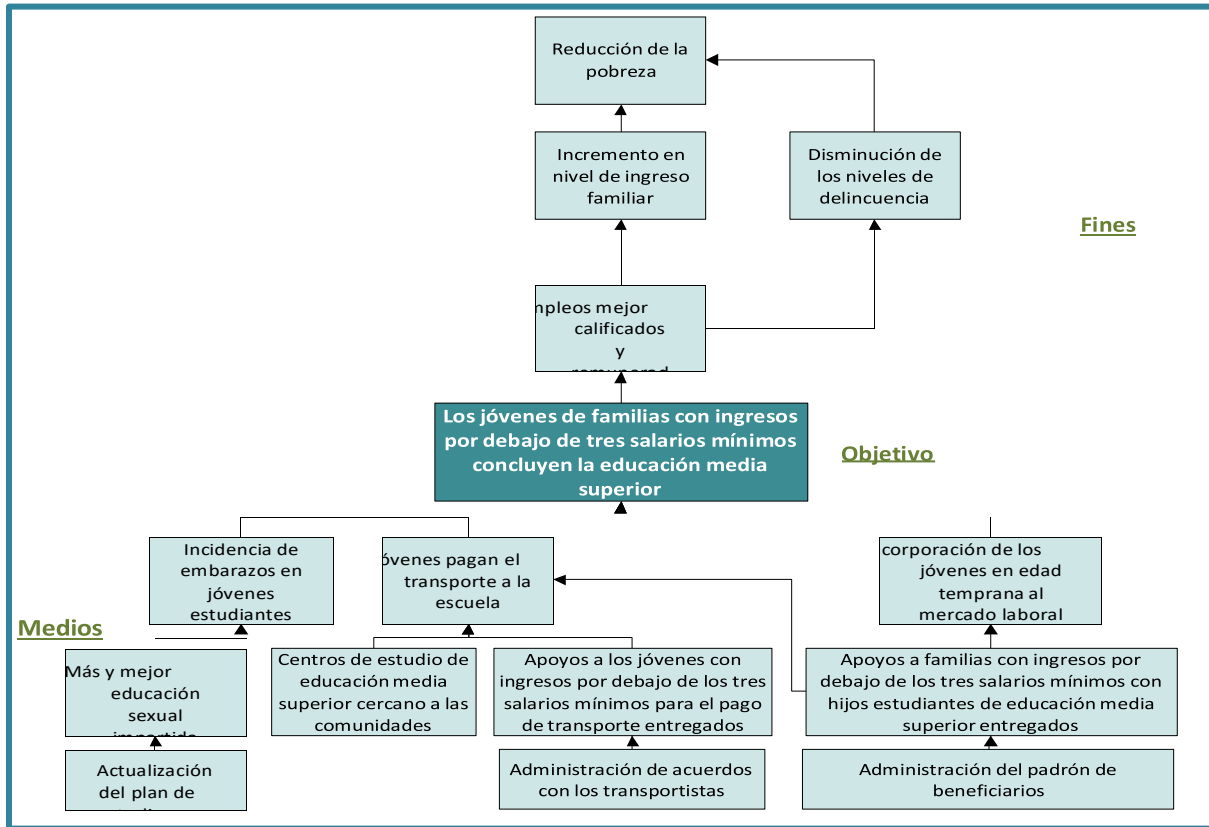 Reducción de la
pobreza
Incremento en
nivel de ingreso
familiar
Disminución de
los niveles de
delincuencia
Fines
mpleos mejor
calificados
y
Los jóvenes de familias con ingresos
por debajo de tres salarios mínimos
concluyen la educación media
superior
Objetivo
Incidencia de
embarazos en
jóvenes
estudiantes
óvenes pagan el
transporte a la
escuela
corporación de los
jóvenes en edad
temprana al
mercado laboral
Medios
Más y mejor
educación
sexual
Centros de estudio de
educación media
superior cercano a las
comunidades
Apoyos a los jóvenes con
ingresos por debajo de los tres
salarios mínimos para el pago
de transporte entregados
Apoyos a familias con ingresos por
debajo de los tres salarios mínimos con
hijos estudiantes de educación media
superior entregados
Actualización
del plan de
Administración de acuerdos
con los transportistas
Administración del padrón de
beneficiarios